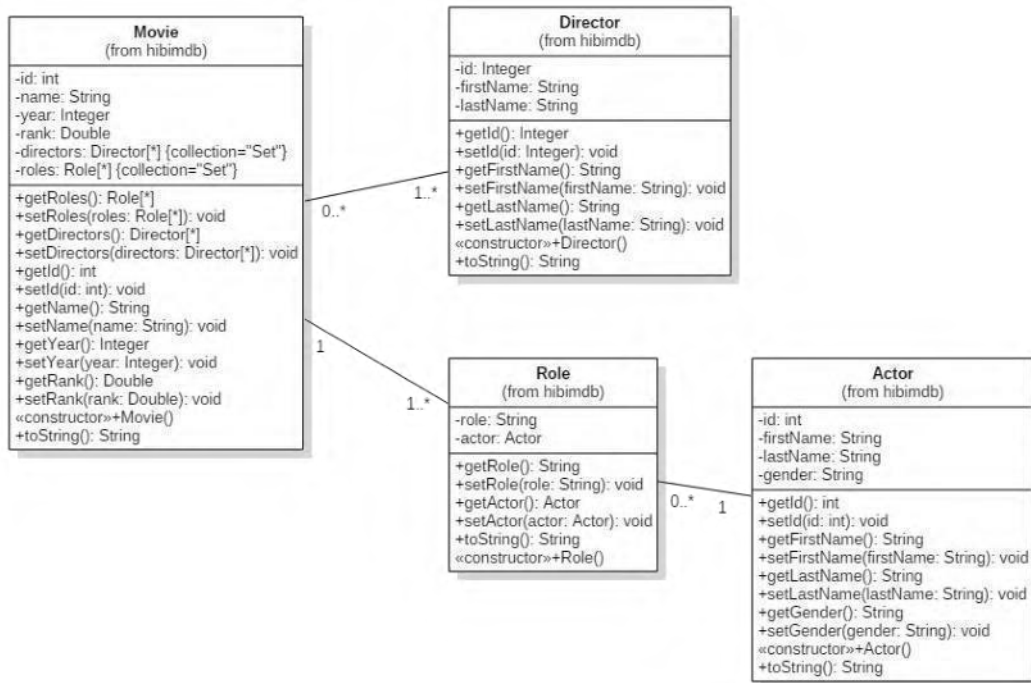 Movie
(from hibimdb)
-id: int
-name: String
-year: Integer
-rank: Double
-directors: Director[*] {collection="Set"}
-roles: Role[*] {collection="Set"}
+getRoles(): Role[*]
+setRoles(roles: Role[*]): void
+getDirectors(): Director[*]
+setDirectors(directors: Director[*]): void
+getId(): int
+setId(id: int): void
+getName(): String
+setName(name: String): void
+getYear(): Integer
+setYear(year: Integer): void
+getRank(): Double
+setRank(rank: Double): void
«constructor»+Movie()
+toString(): String
0..*
1..*
Director
(from hibimdb)
-id: Integer
-firstName: String
-lastName: String
+getId(): Integer
+setId(id: Integer): void
+getFirstName(): String
+setFirstName(firstName: String): void
+getLastName(): String
+setLastName(lastName: String): void
«constructor»+Director()
+toString(): String
1
1..*
Role
(from hibimdb)
-role: String
-actor: Actor
+getRole(): String
+setRole(role: String): void
+getActor(): Actor
+setActor(actor: Actor): void
+toString(): String
«constructor»+Role()
0..*
1
Actor
(from hibimdb)
-id: int
-firstName: String
-lastName: String
-gender: String
+getId(): int
+setId(id: int): void
+getFirstName(): String
+setFirstName(firstName: String): void
+getLastName(): String
+setLastName(lastName: String): void
+getGender(): String
+setGender(gender: String): void
«constructor»+Actor()
+toString(): String